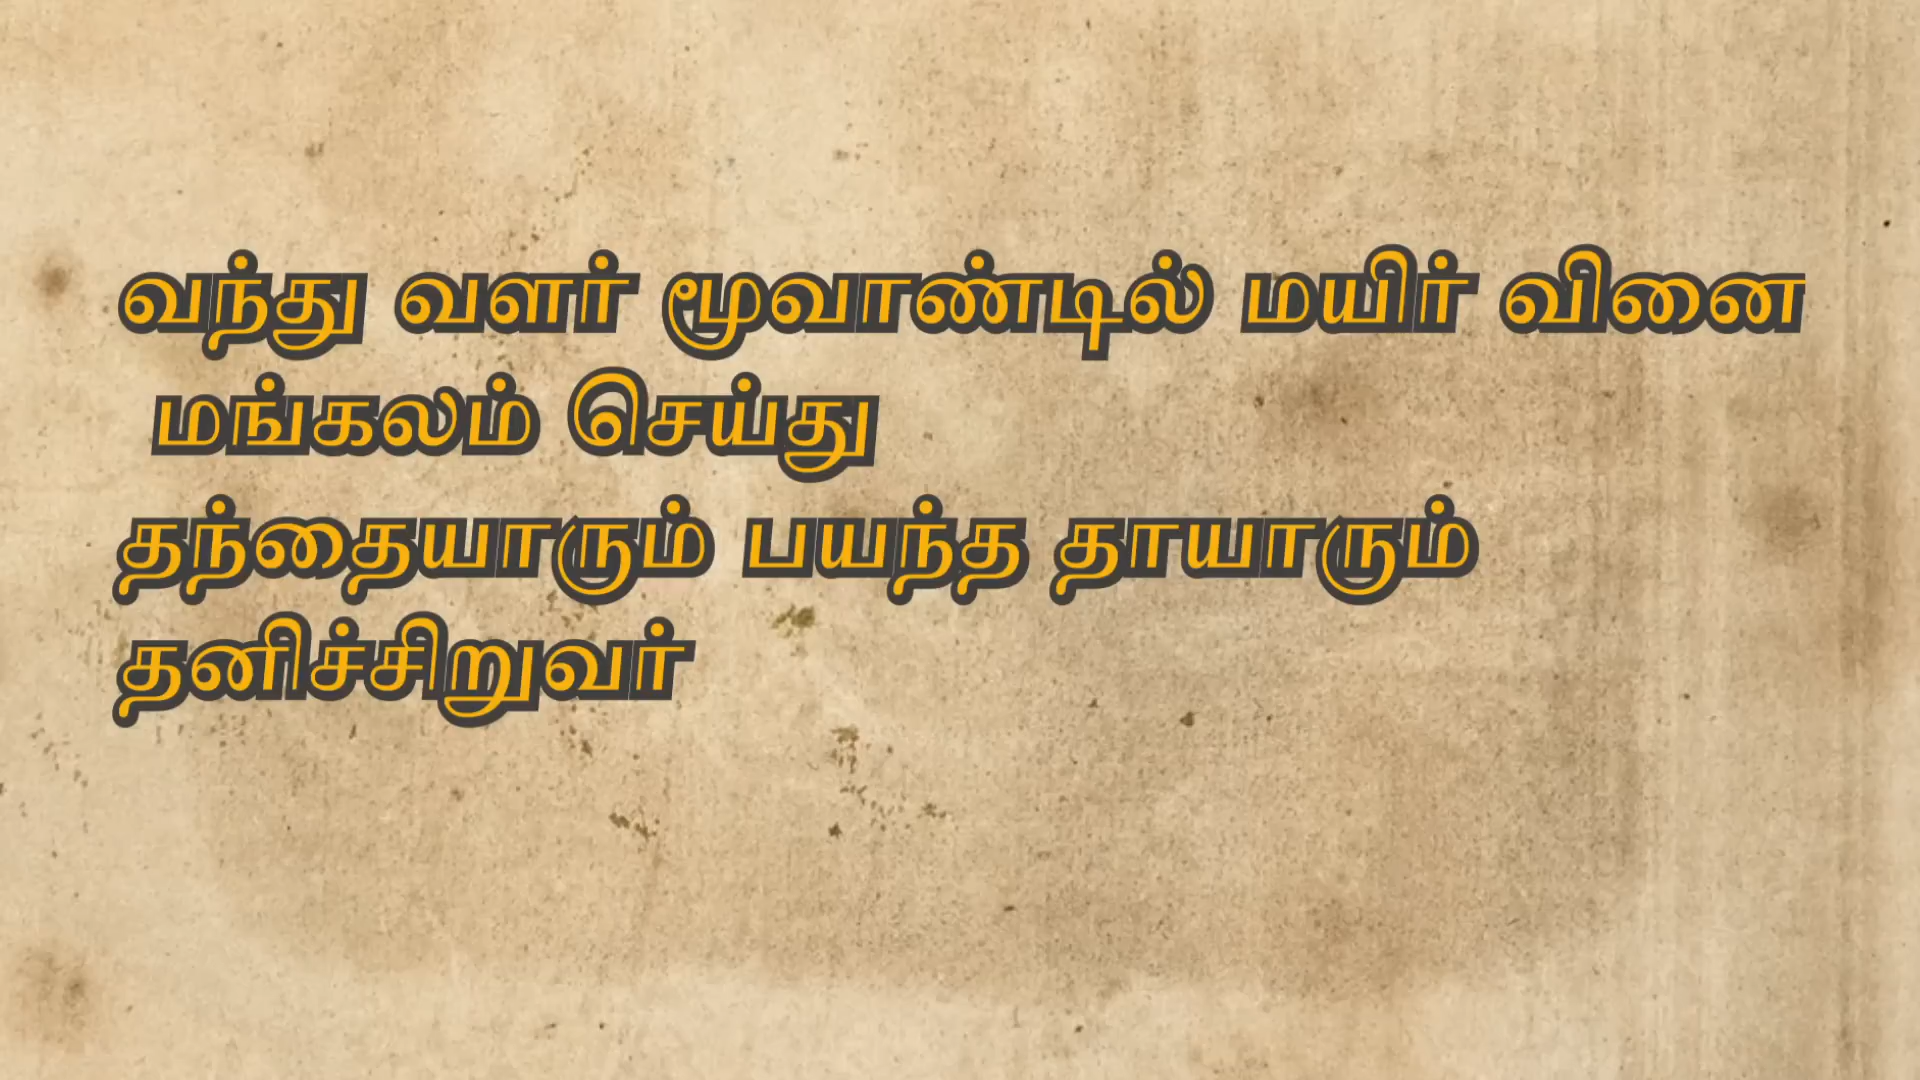 வந்து வளர் மூவாண்டில் மயிர் வினை
மங்கலம் செய்து
தந்தையாரும் பயந்த தாயாரும்
தனிச்சிறுவர்